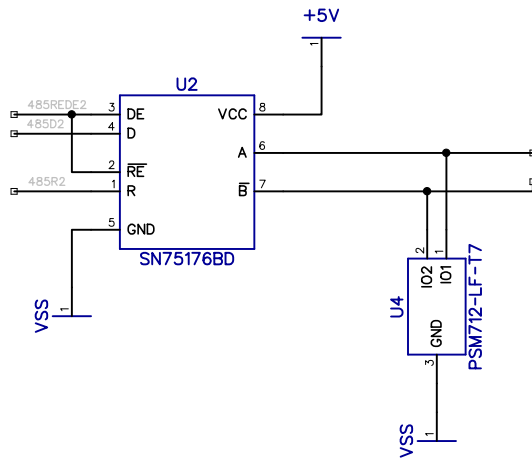 +5V
1
U2
485REDE2
3
DE
VCC
8
485D2
4
D
A
6
2
RE
485R2
1
R
B
7
5
GND
SN75176BD
1
VSS
2
1
IO2
IO1
U4
PSM712-LF-T7
GND
3
1
VSS